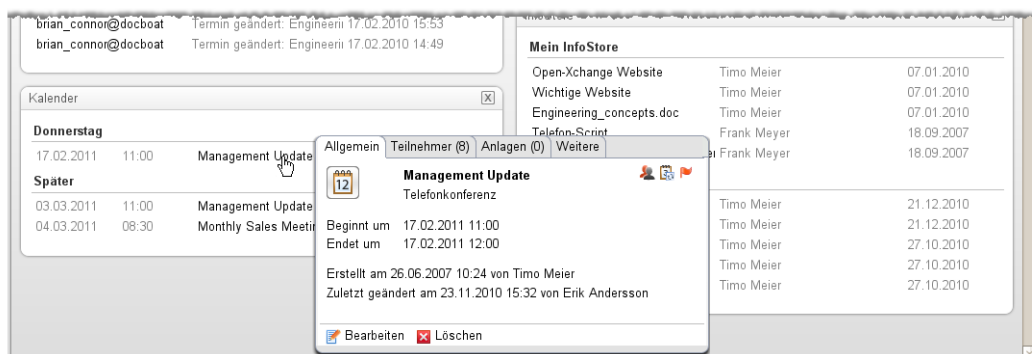 brian_connor@docboat Termin geändert: Engineerii 17.02.2010 15:53
brian_connor@docboat Termin geändert: Engineerii 17.02.2010 14:49
Kalender
Donnerstag
17.02.2011 11:00 Management Update
Später
03.03.2011 11:00 Management Update
04.03.2011 08:30 Monthly Sales Meetin
InfoStore
Mein InfoStore
Open-Xchange Website Timo Meier 07.01.2010
Wichtige Website Timo Meier 07.01.2010
Engineering_concepts.doc Timo Meier 07.01.2010
Telefon-Script Frank Meyer 18.09.2007
Frank Meyer 18.09.2007
Timo Meier 21.12.2010
Timo Meier 21.12.2010
Timo Meier 27.10.2010
Timo Meier 27.10.2010
Timo Meier 27.10.2010
Allgemein Teilnehmer (8) Anlagen (0) Weitere
12
Management Update
Telefonkonferenz
Beginnt um 17.02.2011 11:00
Endet um 17.02.2011 12:00
Erstellt am 26.06.2007 10:24 von Timo Meier
Zuletzt geändert am 23.11.2010 15:32 von Erik Andersson
Bearbeiten Löschen